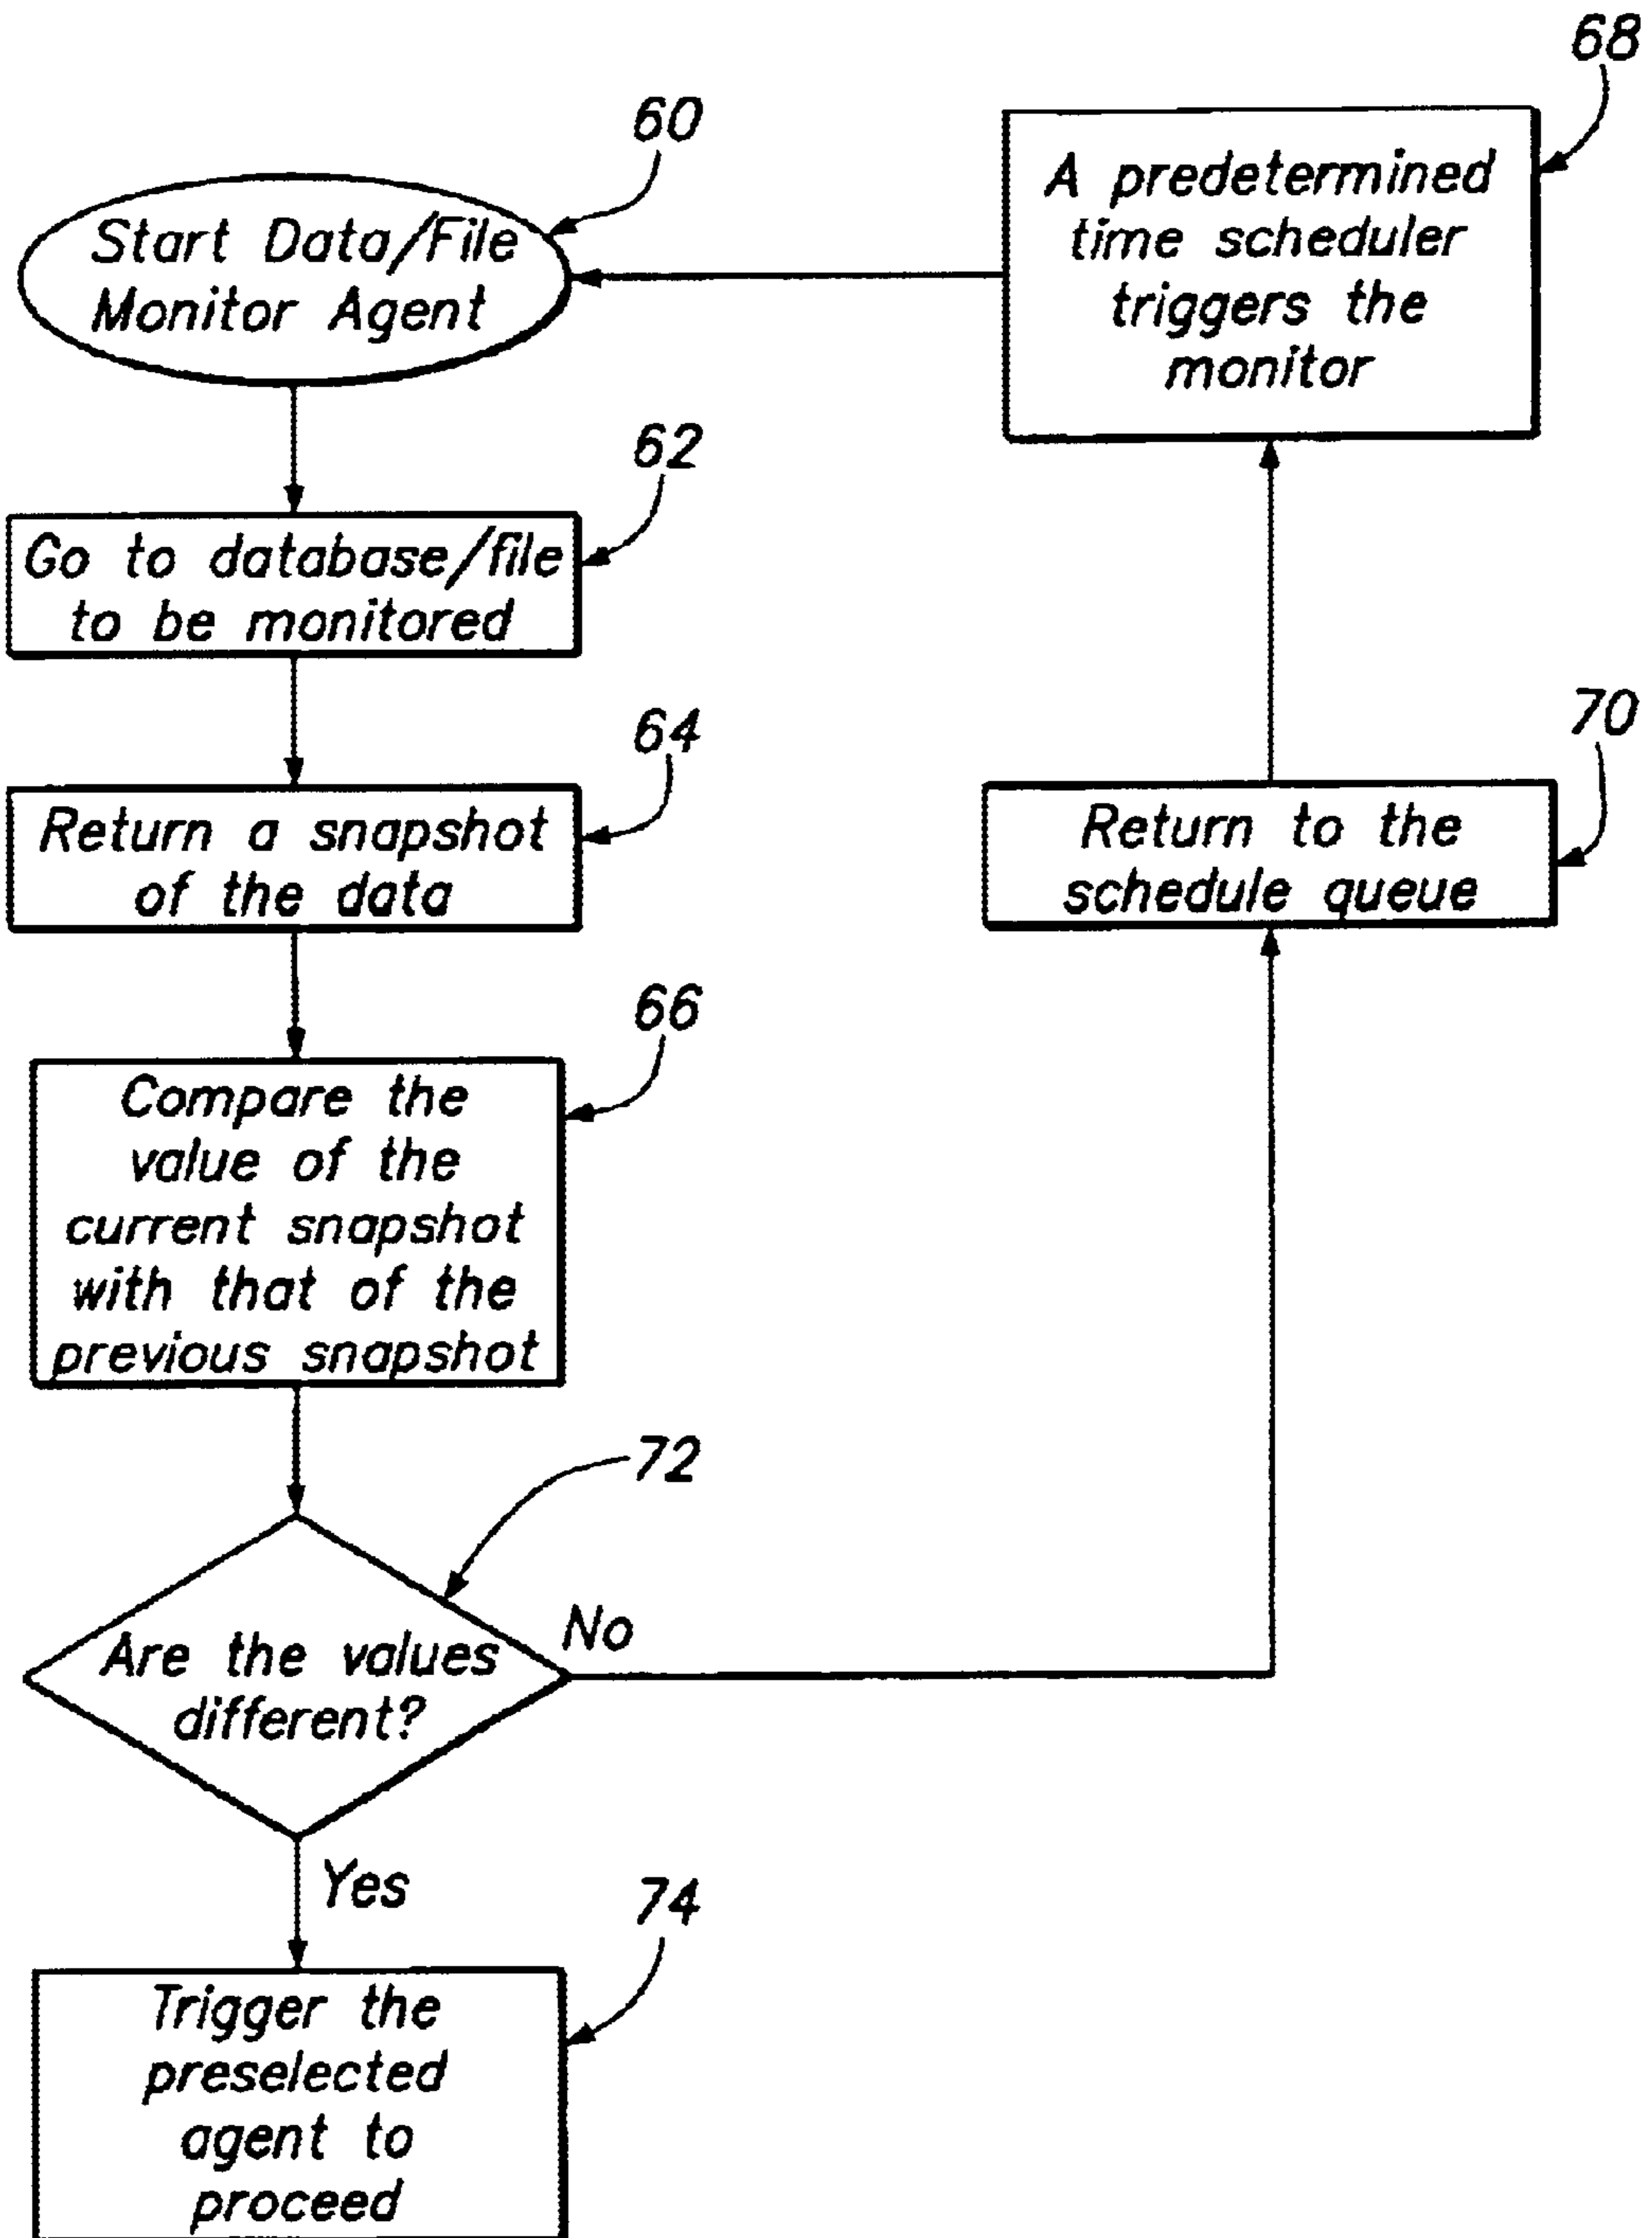 60
Start Data/File
Monitor Agent
62
Go to database/file
to be monitored
64
Return a snapshot
of the data
66
Compare the
value of the
current snapshot
with that of the
previous snapshot
72
Are the values
different?
No
Yes
74
Trigger the
preselected
agent to
proceed
68
A predetermined
time scheduler
triggers the
monitor
70
Return to the
schedule queue